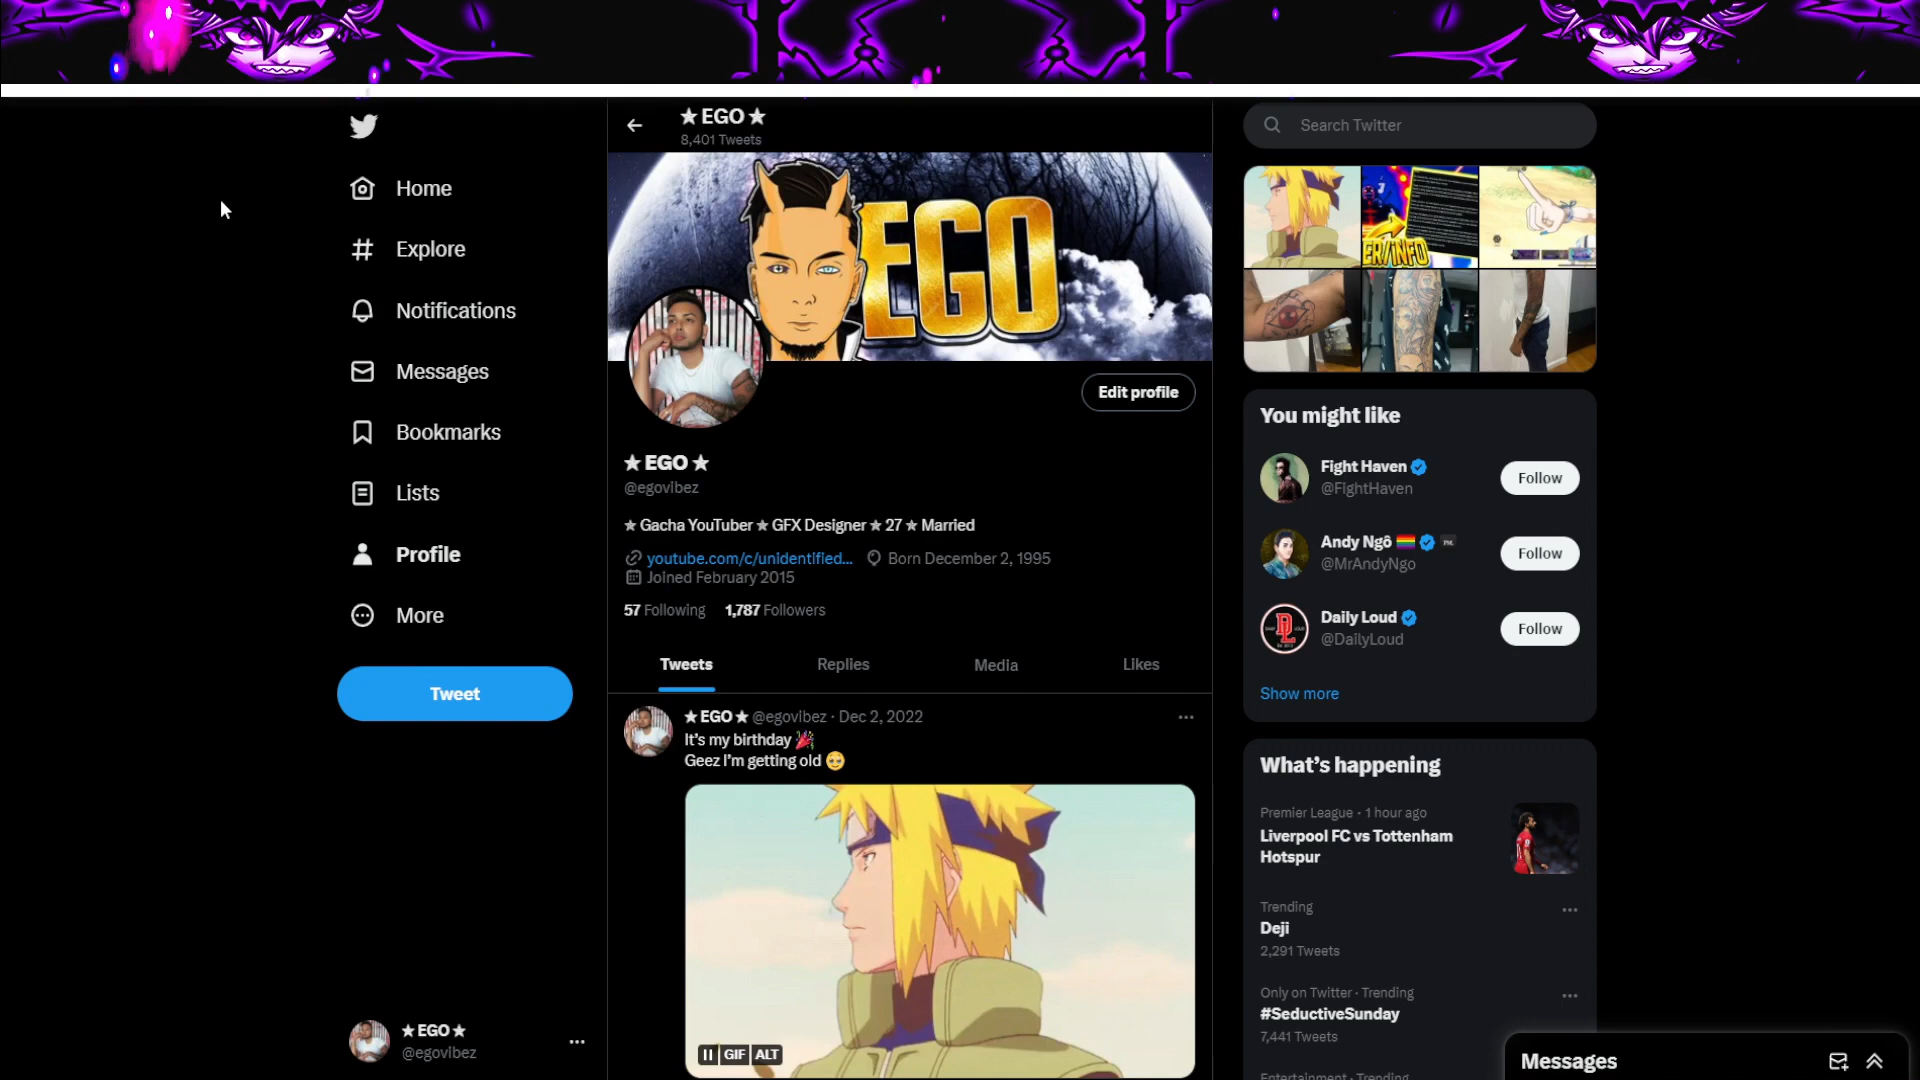 ★ EGO ★
8,401 Tweets
Home
Explore
Notifications
Messages
Bookmarks
Lists
Profile
More
Tweet
★ EGO ★
@egovibez
EGO
Edit profile
★ EGO ★
@egovibez
★ Gacha YouTuber ★ GFX Designer ★ 27 ★ Married
youtube.com/c/unidentified... Born December 2, 1995
Joined February 2015
57 Following 1,787 Followers
Tweets Replies Media Likes
★ EGO ★ @egovibez · Dec 2, 2022
It's my birthday 🎉
Geez I'm getting old 🥹
GIF ALT
Search Twitter
ER/INFO
You might like
Fight Haven
@FightHaven
Follow
Andy Ngô 🏳️‍🌈
@MrAndyNgo
Follow
Daily Loud
@DailyLoud
Follow
Show more
What's happening
Premier League · 1 hour ago
Liverpool FC vs Tottenham
Hotspur
Trending
Deji
2,291 Tweets
Only on Twitter · Trending
#SeductiveSunday
7,441 Tweets
Entertainment · Trending
Messages